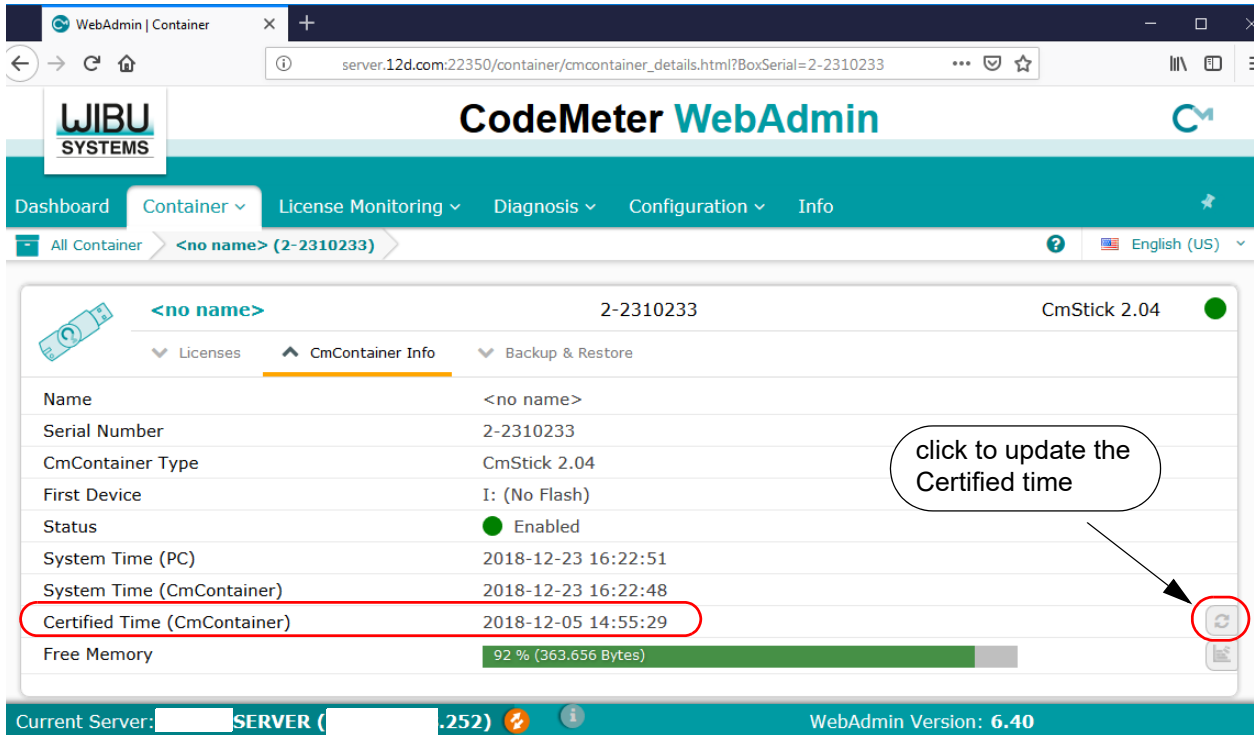 WebAdmin | Container
server.12d.com:22350/container/cmcontainer_details.html?BoxSerial=2-2310233
WIBU
SYSTEMS
CodeMeter WebAdmin
Dashboard Container License Monitoring Diagnosis Configuration Info
All Container <no name> (2-2310233) English (US)
<no name> 2-2310233 CmStick 2.04
Licenses CmContainer Info Backup & Restore
Name <no name>
Serial Number 2-2310233
CmContainer Type CmStick 2.04
First Device I: (No Flash)
Status Enabled
System Time (PC) 2018-12-23 16:22:51
System Time (CmContainer) 2018-12-23 16:22:48
Certified Time (CmContainer) 2018-12-05 14:55:29
Free Memory 92 % (363.656 Bytes)
click to update the
Certified time
Current Server: SERVER ( .252) WebAdmin Version: 6.40